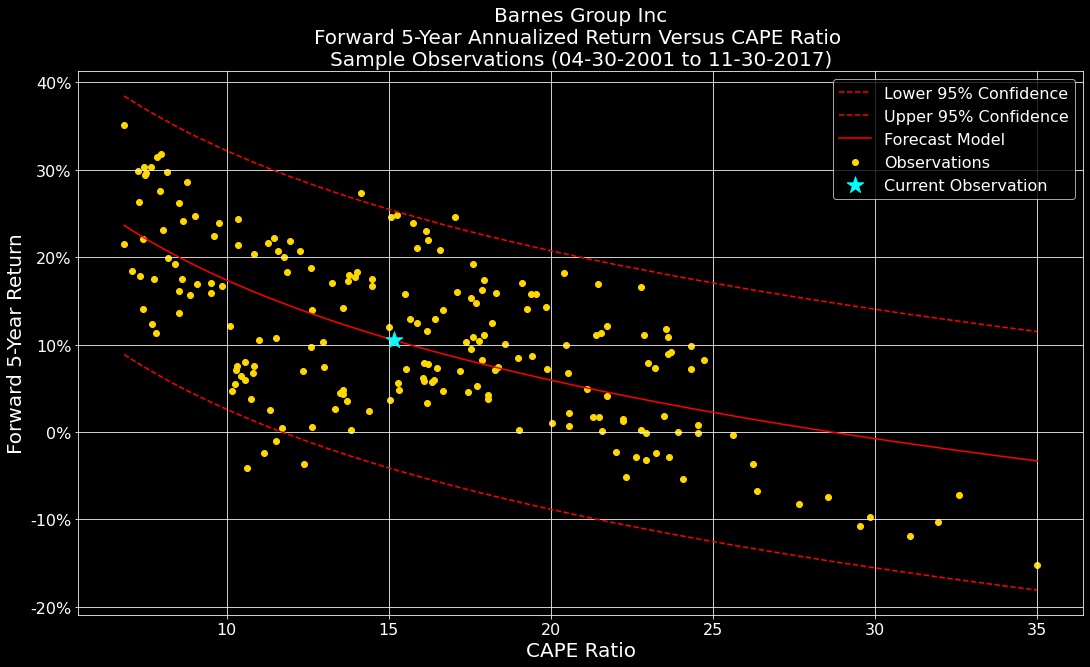 Barnes Group Inc
Forward 5-Year Annualized Return Versus CAPE Ratio
Sample Observations (04-30-2001 to 11-30-2017)
Lower 95% Confidence
Upper 95% Confidence
Forecast Model
Observations
Current Observation
Forward 5-Year Return
40%
30%
20%
10%
0%
-10%
-20%
10 15 20 25 30 35
CAPE Ratio